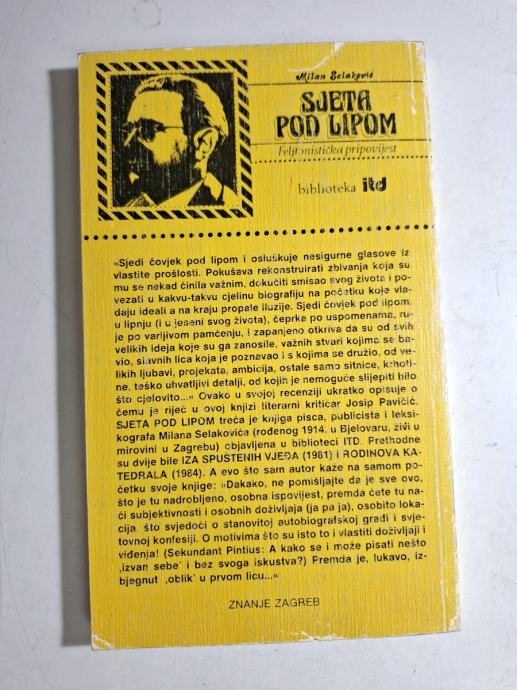 Milan Selaković
SJETA
POD LIPOM
Feljtonistička pripovijest
biblioteka itd
»Sjedi čovjek pod lipom i osluškuje nesigurne glasove iz
vlastite prošlosti. Pokušava rekonstruirati zbivanja koja su
mu se nekad činila važnim, dokučiti smisao svog života i po-
vezati u kakvu-takvu cjelinu biografiju na početku koje vla-
daju ideali a na kraju propale iluzije. Sjedi čovjek pod lipom,
u lipnju (i u jeseni svog života), čeprka po uspomenama, ru-
je po varljivom pamćenju, i zapanjeno otkriva da su od svih
velikih ideja koje su ga zanosile, važnih stvari kojima se ba-
vio, slavnih lica koja je poznavao i s kojima se družio, od ve-
likih ljubavi, projekata, ambicija, ostale samo sitnice, krhoti-
ne, teško uhvatljivi detalji, od kojih je nemoguće slijepiti bilo
što cjelovito...« Ovako u svojoj recenziji ukratko opisuje o
čemu je riječ u ovoj knjizi literarni kritičar Josip Pavičić.
SJETA POD LIPOM treća je knjiga pisca, publicista i leksi-
kografa Milana Selakovića (rođenog 1914. u Bjelovaru, živi u
mirovini u Zagrebu) objavljena u biblioteci ITD. Prethodne
su dvije bile IZA SPUŠTENIH VJEĐA (1981) i RODINOVA KA-
TEDRALA (1984). A evo što sam autor kaže na samom po-
četku svoje knjige: »Dakako, ne pomišljajte da je sve ovo,
što je tu nadrobljeno, osobna ispovijest, premda ćete tu na-
ći subjektivnosti i osobnih doživljaja (ja pa ja), osobito loka-
cija, što svjedoči o stanovitoj autobiografskoj građi i svje-
tovnoj konfesiji. O motivima što su isto to i vlastiti doživljaji i
viđenja! (Sekundant Pintius: A kako se i može pisati nešto
‚izvan sebe‘ i bez svoga iskustva?) Premda je, lukavo, iz-
bjegnut ‚oblik‘ u prvom licu...«
ZNANJE ZAGREB